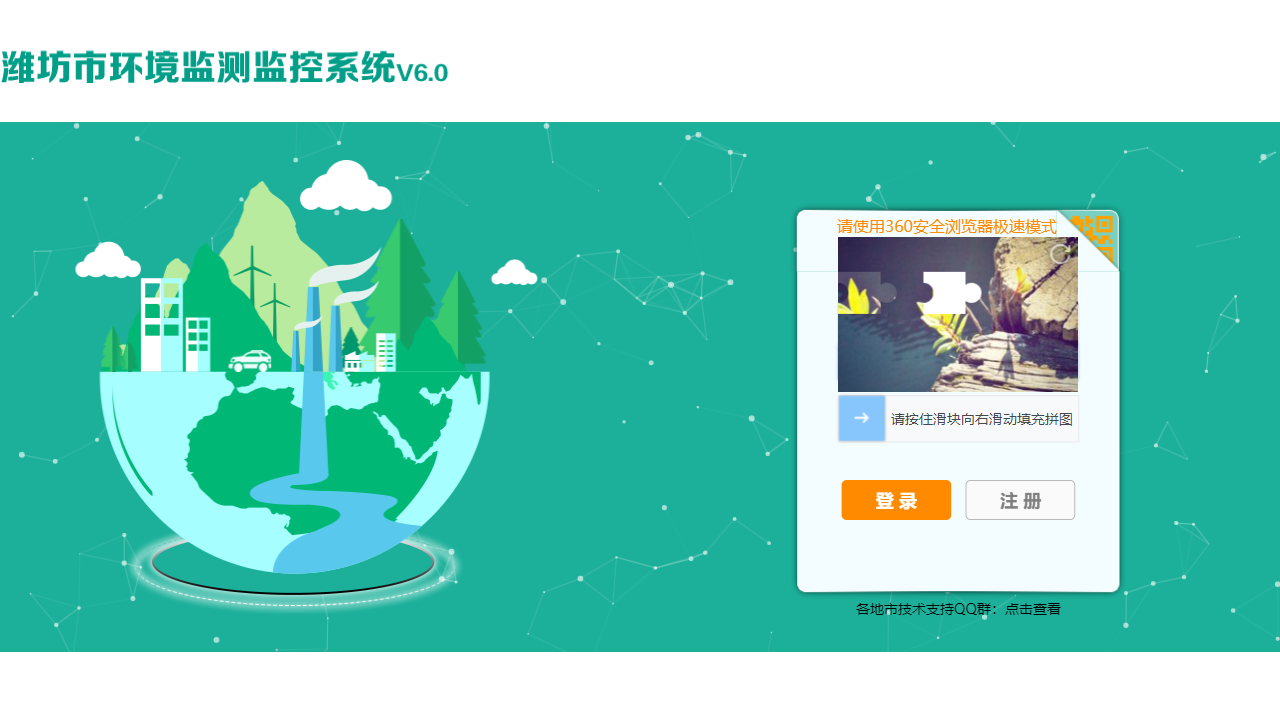 潍坊市环境监测监控系统V6.0
请使用360安全浏览器极速模式
请按住滑块向右滑动填充拼图
登录
注册
各地市技术支持QQ群：点击查看